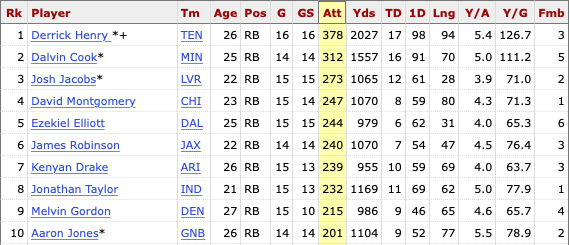 Rk Player Tm Age Pos G GS Att Yds TD 1D Lng Y/A Y/G Fmb
1 Derrick Henry *+ TEN 26 RB 16 16 378 2027 17 98 94 5.4 126.7 3
2 Dalvin Cook* MIN 25 RB 14 14 312 1557 16 91 70 5.0 111.2 5
3 Josh Jacobs* LVR 22 RB 15 15 273 1065 12 61 28 3.9 71.0 2
4 David Montgomery CHI 23 RB 15 14 247 1070 8 59 80 4.3 71.3 1
5 Ezekiel Elliott DAL 25 RB 15 15 244 979 6 62 31 4.0 65.3 6
6 James Robinson JAX 22 RB 14 14 240 1070 7 54 47 4.5 76.4 3
7 Kenyan Drake ARI 26 RB 15 13 239 955 10 59 69 4.0 63.7 3
8 Jonathan Taylor IND 21 RB 15 13 232 1169 11 69 62 5.0 77.9 1
9 Melvin Gordon DEN 27 RB 15 10 215 986 9 46 65 4.6 65.7 4
10 Aaron Jones* GNB 26 RB 14 14 201 1104 9 52 77 5.5 78.9 2